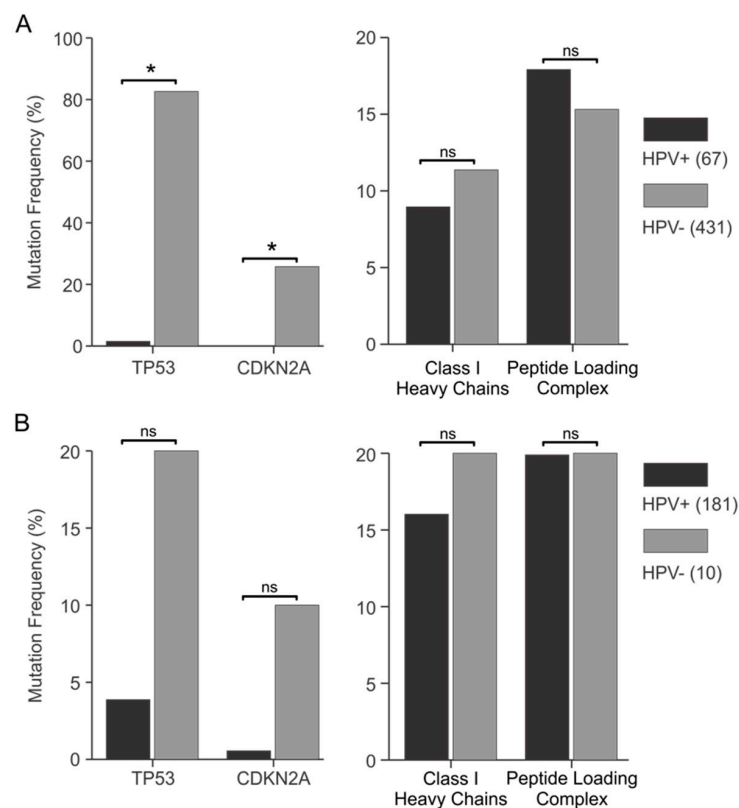 A
Mutation Frequency (%)
100
80
60
40
20
0
*
*
TP53
CDKN2A
20
15
10
5
0
ns
ns
Class I
Heavy Chains
Peptide Loading
Complex
HPV+ (67)
HPV- (431)
B
Mutation Frequency (%)
20
15
10
5
0
ns
ns
TP53
CDKN2A
20
15
10
5
0
ns
ns
Class I
Heavy Chains
Peptide Loading
Complex
HPV+ (181)
HPV- (10)